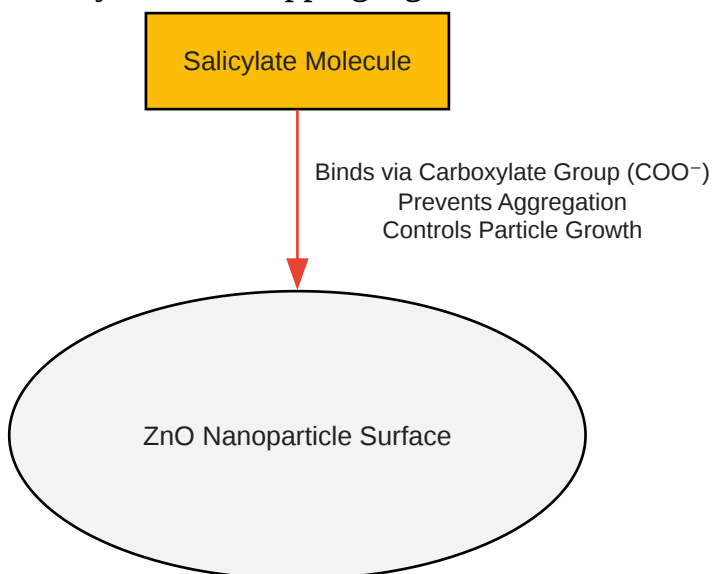 Salicylate Molecule
Binds via Carboxylate Group (COO⁻)
Prevents Aggregation
Controls Particle Growth
ZnO Nanoparticle Surface